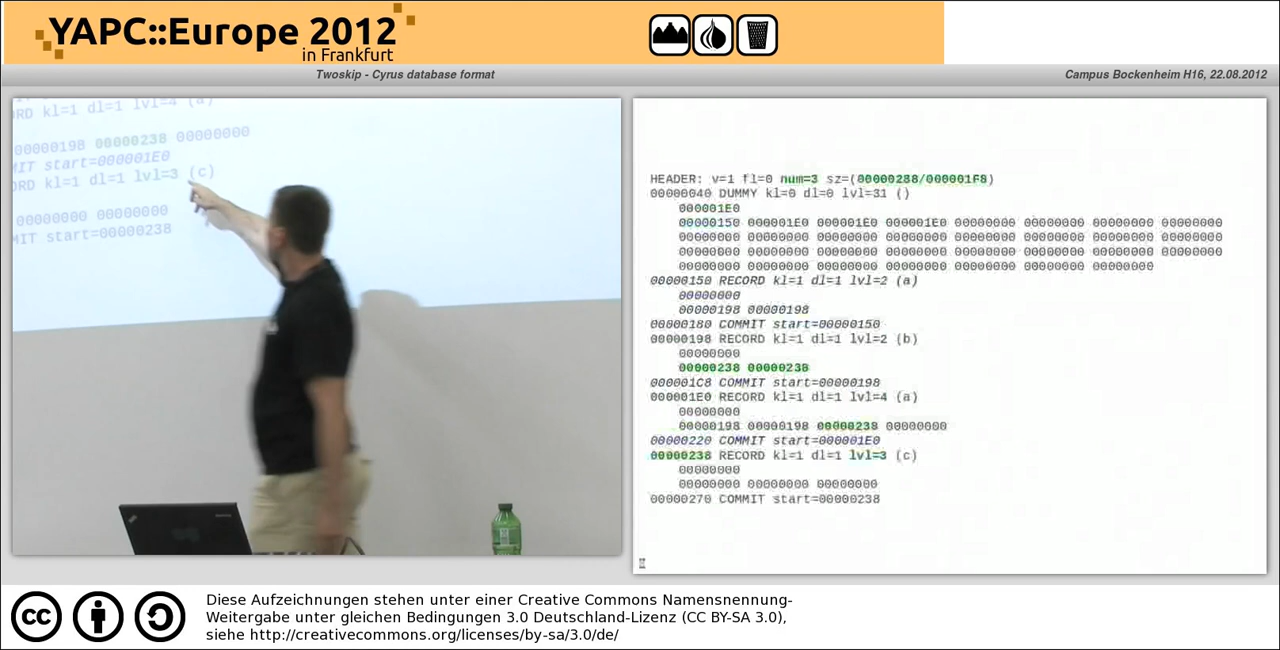 YAPC::Europe 2012
in Frankfurt
Twoskip - Cyrus database format
Campus Bockenheim H16, 22.08.2012
ORD kl=1 dl=1 lvl=4 (a)
00000198 00000238 00000000
MIT start=000001E0
ORD kl=1 dl=1 lvl=3 (c)
00000000 00000000
MIT start=00000238
HEADER: v=1 fl=0 num=3 sz=(00000288/000001F8)
00000040 DUMMY kl=0 dl=0 lvl=31 ()
000001E0
00000150 000001E0 000001E0 000001E0 00000000 00000000 00000000 00000000
00000000 00000000 00000000 00000000 00000000 00000000 00000000 00000000
00000000 00000000 00000000 00000000 00000000 00000000 00000000 00000000
00000000 00000000 00000000 00000000 00000000 00000000 00000000
00000150 RECORD kl=1 dl=1 lvl=2 (a)
00000000
00000198 00000198
00000180 COMMIT start=00000150
00000198 RECORD kl=1 dl=1 lvl=2 (b)
00000000
00000238 00000238
000001C8 COMMIT start=00000198
000001E0 RECORD kl=1 dl=1 lvl=4 (a)
00000000
00000198 00000198 00000238 00000000
00000220 COMMIT start=000001E0
00000238 RECORD kl=1 dl=1 lvl=3 (c)
00000000
00000000 00000000 00000000
00000270 COMMIT start=00000238
cc
Diese Aufzeichnungen stehen unter einer Creative Commons Namensnennung-
Weitergabe unter gleichen Bedingungen 3.0 Deutschland-Lizenz (CC BY-SA 3.0),
siehe http://creativecommons.org/licenses/by-sa/3.0/de/